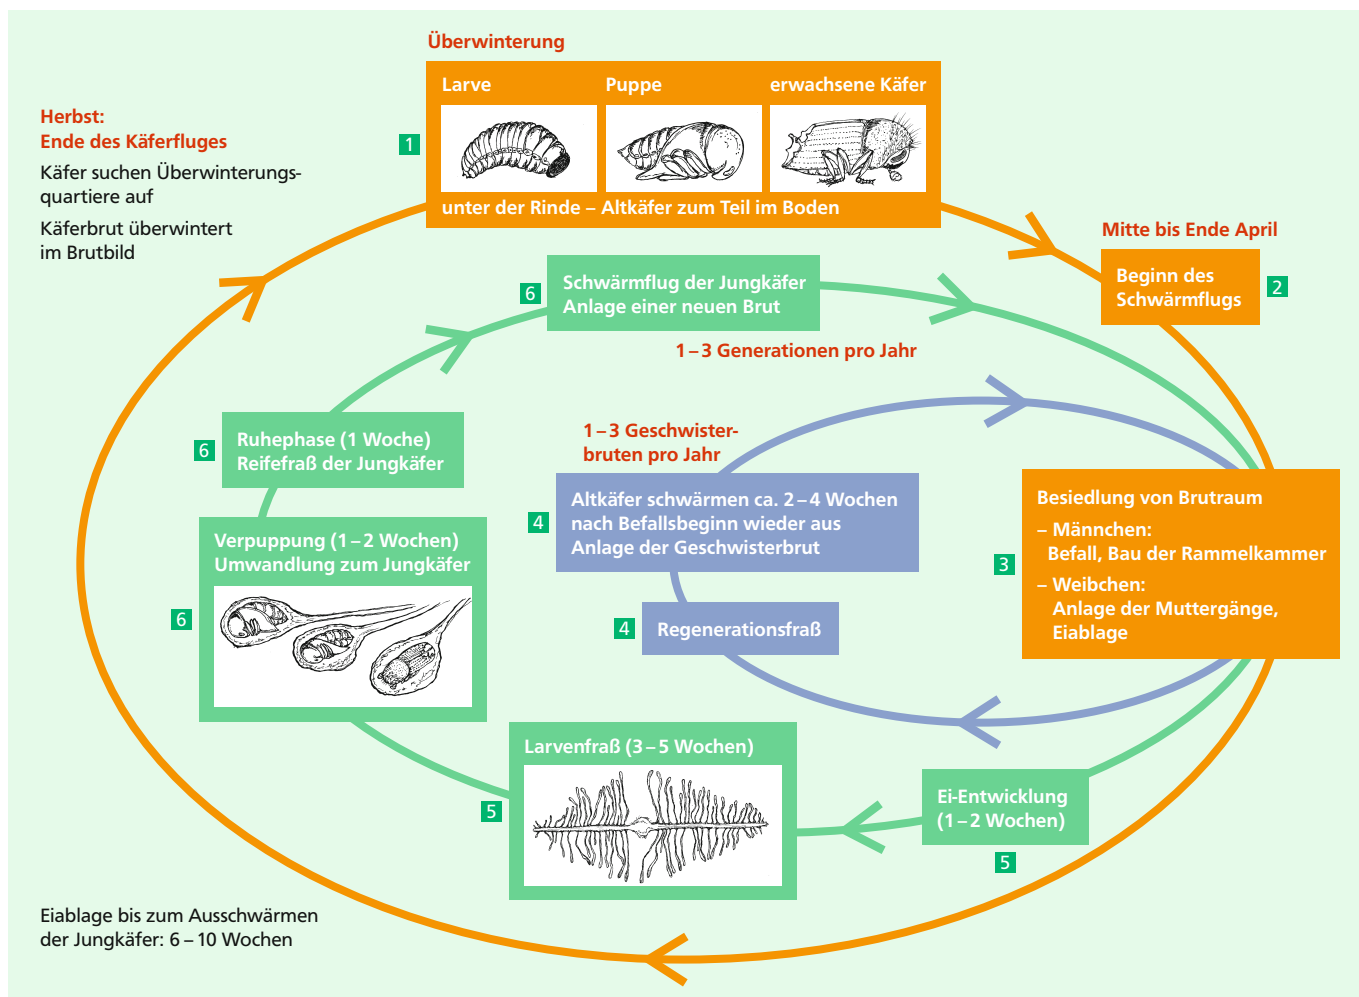 Überwinterung
Larve
Puppe
erwachsene Käfer
1
unter der Rinde – Altkäfer zum Teil im Boden
Herbst:
Ende des Käferfluges
Käfer suchen Überwinterungs-
quartiere auf
Käferbrut überwintert
im Brutbild
Mitte bis Ende April
Beginn des
Schwärmflugs
2
6
Schwärmflug der Jungkäfer
Anlage einer neuen Brut
1–3 Generationen pro Jahr
6
Ruhephase (1 Woche)
Reifefraß der Jungkäfer
1–3 Geschwister-
bruten pro Jahr
4
Altkäfer schwärmen ca. 2–4 Wochen
nach Befallsbeginn wieder aus
Anlage der Geschwisterbrut
3
Besiedlung von Brutraum
– Männchen:
Befall, Bau der Rammelkammer
– Weibchen:
Anlage der Muttergänge,
Eiablage
6
Verpuppung (1–2 Wochen)
Umwandlung zum Jungkäfer
4
Regenerationsfraß
5
Larvenfraß (3–5 Wochen)
Ei-Entwicklung
(1–2 Wochen)
5
Eiablage bis zum Ausschwärmen
der Jungkäfer: 6–10 Wochen